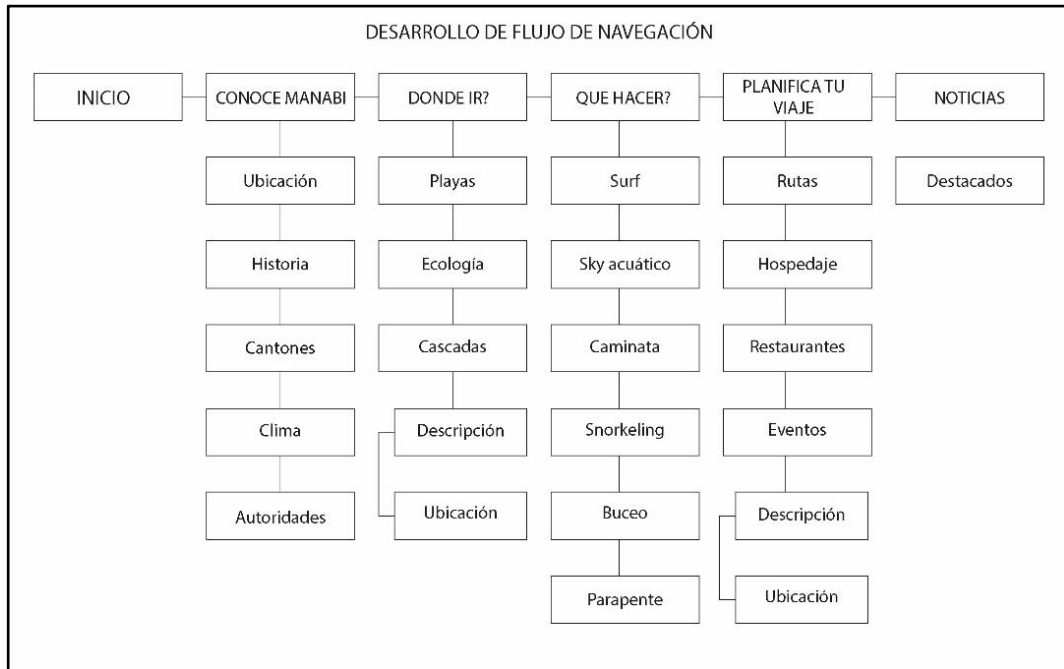 DESARROLLO DE FLUJO DE NAVEGACIÓN
INICIO
CONOCE MANABI
DONDE IR?
QUE HACER?
PLANIFICA TU
VIAJE
NOTICIAS
Ubicación
Playas
Surf
Rutas
Destacados
Historia
Ecología
Sky acuático
Hospedaje
Cantones
Cascadas
Caminata
Restaurantes
Clima
Descripción
Snorkeling
Eventos
Autoridades
Ubicación
Buceo
Descripción
Parapente
Ubicación